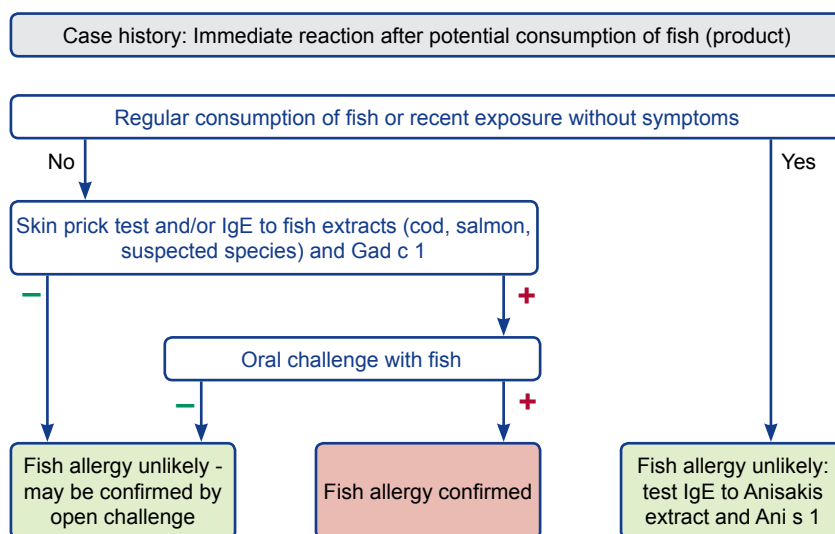 Case history: Immediate reaction after potential consumption of fish (product)
Regular consumption of fish or recent exposure without symptoms
No
Yes
Skin prick test and/or IgE to fish extracts (cod, salmon,
suspected species) and Gad c 1
–
+
Oral challenge with fish
–
+
Fish allergy unlikely -
may be confirmed by
open challenge
Fish allergy confirmed
Fish allergy unlikely:
test IgE to Anisakis
extract and Ani s 1